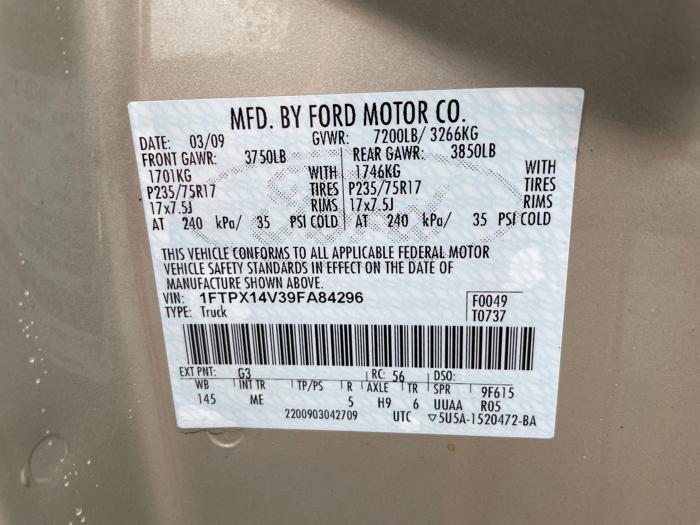 MFD. BY FORD MOTOR CO.
DATE: 03/09 GVWR: 7200LB/ 3266KG
FRONT GAWR: 3750LB REAR GAWR: 3850LB
1701KG WITH 1746KG WITH
P235/75R17 TIRES P235/75R17 TIRES
17x7.5J RIMS 17x7.5J RIMS
AT 240 kPa/ 35 PSI COLD AT 240 kPa/ 35 PSI COLD
THIS VEHICLE CONFORMS TO ALL APPLICABLE FEDERAL MOTOR
VEHICLE SAFETY STANDARDS IN EFFECT ON THE DATE OF
MANUFACTURE SHOWN ABOVE.
VIN: 1FTPX14V39FA84296 F0049
TYPE: Truck T0737
EXT PNT: G3 RC: 56 DSO:
WB INT TR TP/PS R AXLE TR SPR 9F615
145 ME 5 H9 6 UUAA R05
2200903042709 UTC ▽5U5A-1520472-BA